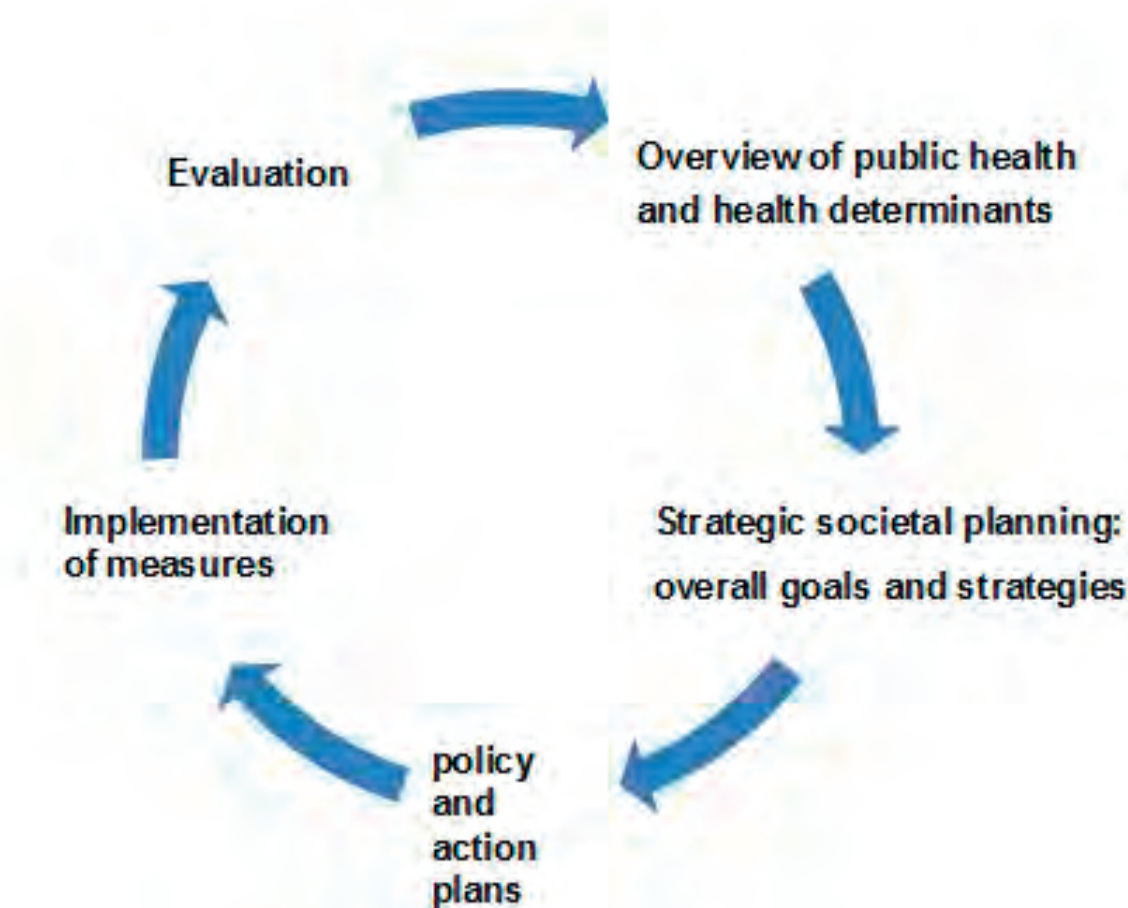 Evaluation
Overview of public health
and health determinants
Strategic societal planning:
overall goals and strategies
policy
and
action
plans
Implementation
of measures